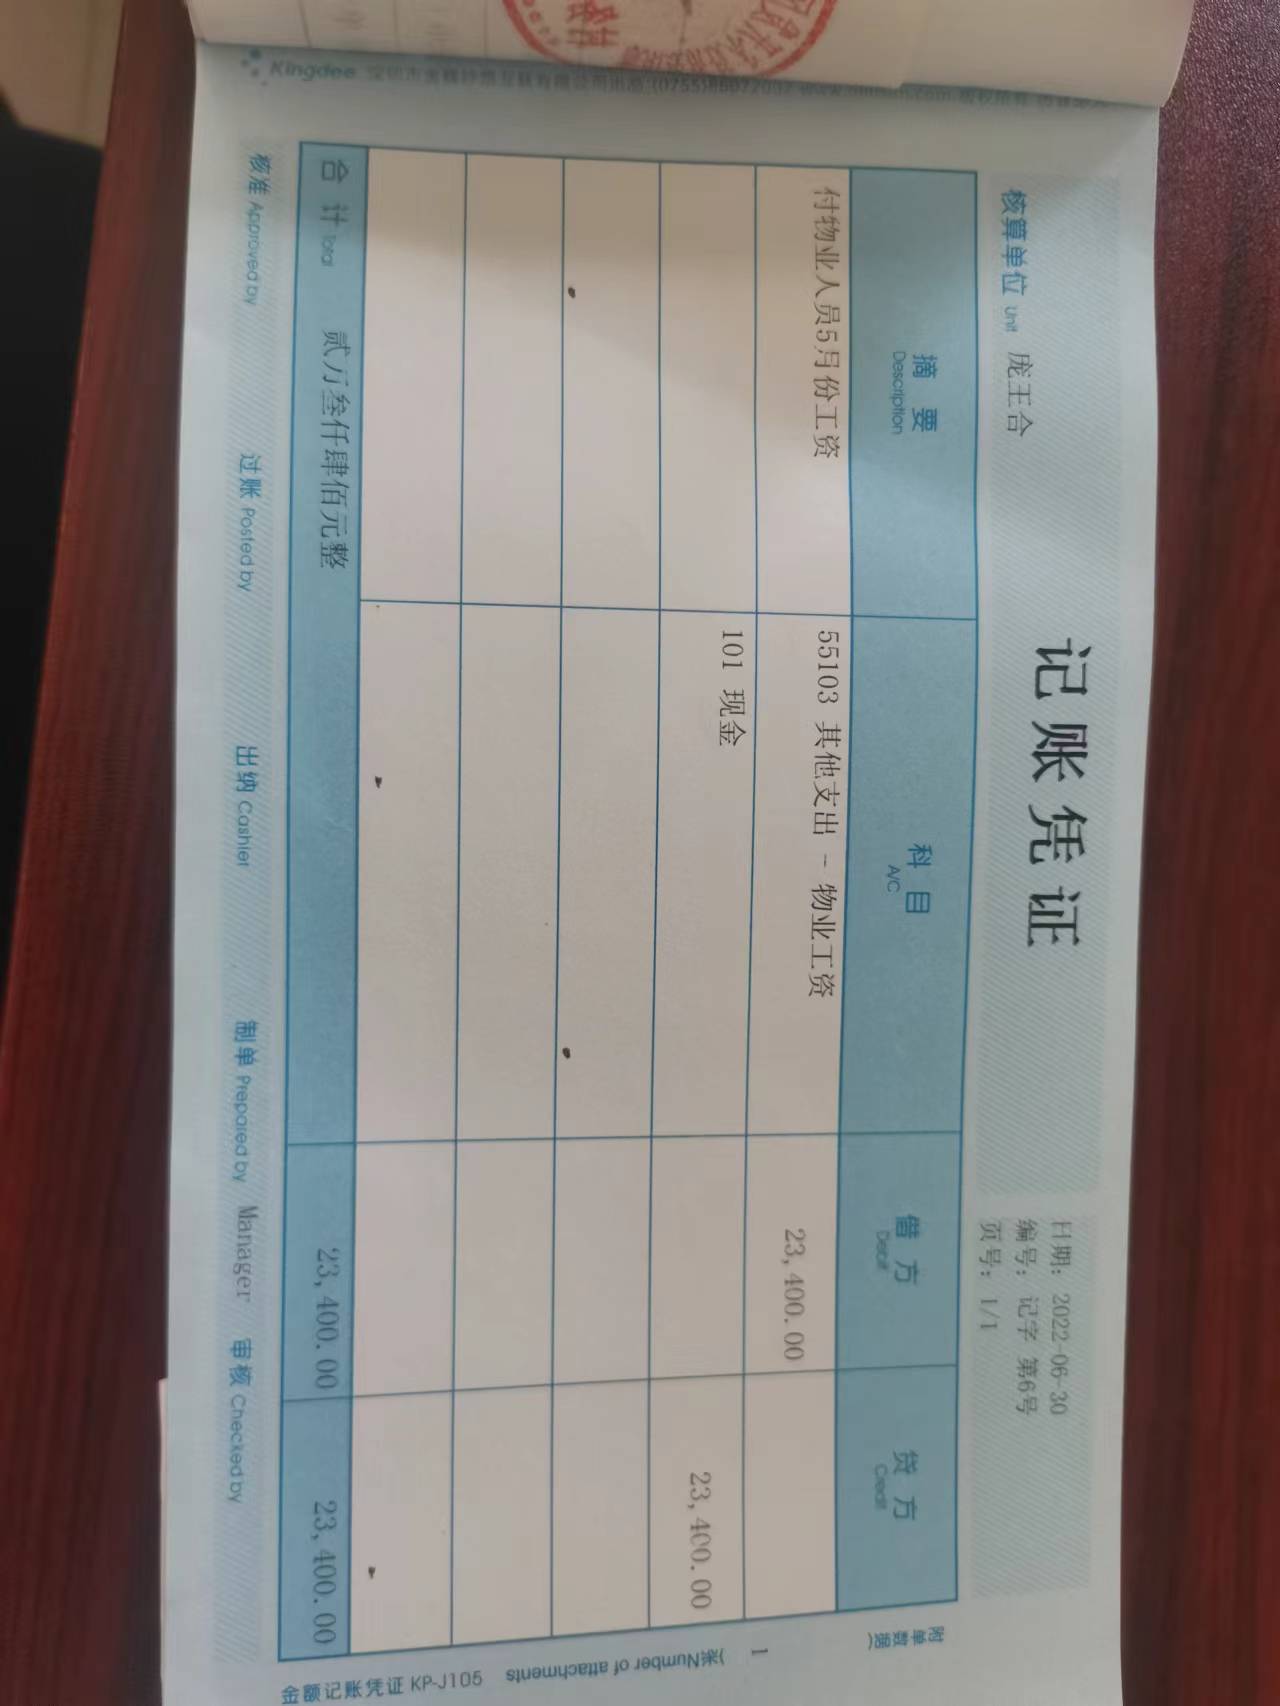 记账凭证
日期: 2022-06-30
编号: 记字 第6号
页号: 1/1
核算单位 Unit 庞王合
摘要 Description 科目 A/C 借方 Debit 贷方 Credit
付物业人员5月份工资 55103 其他支出 - 物业工资 23,400.00
101 现金 23,400.00
合计 Total 贰万叁仟肆佰元整 23,400.00 23,400.00
核准 Approved by 过账 Posted by 出纳 Cashier 制单 Prepared by Manager 审核 Checked by
附单数据( 1 )张(Number of attachments
金额记账凭证 KP-J105
Kingdee